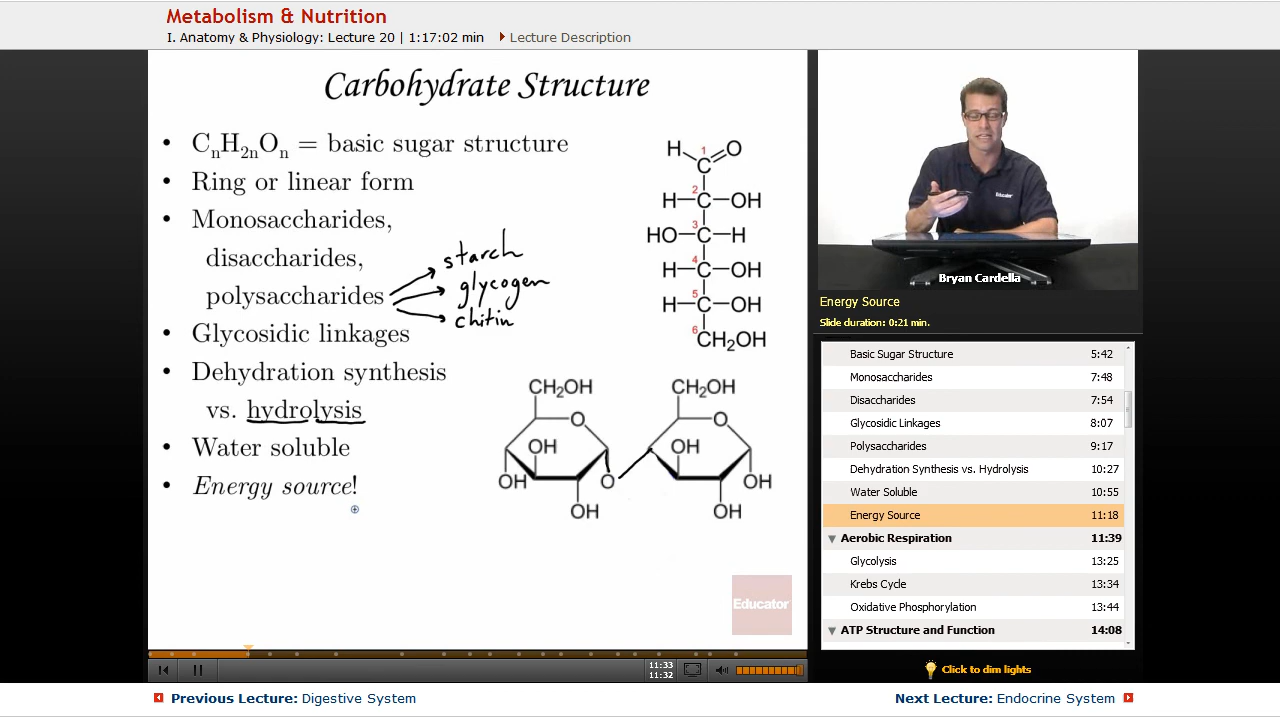 Metabolism & Nutrition
I. Anatomy & Physiology: Lecture 20 | 1:17:02 min Lecture Description
Carbohydrate Structure
• CnH2nOn = basic sugar structure
• Ring or linear form
• Monosaccharides,
disaccharides,
polysaccharides
starch
glycogen
chitin
• Glycosidic linkages
• Dehydration synthesis
vs. hydrolysis
• Water soluble
• Energy source!
H 1 O
C
2
H-C-OH
3
HO-C-H
4
H-C-OH
5
H-C-OH
6
CH2OH
CH2OH CH2OH
O O
OH OH
OH O OH
OH OH
Educator
Educator
Bryan Cardella
Energy Source
Slide duration: 0:21 min.
Basic Sugar Structure 5:42
Monosaccharides 7:48
Disaccharides 7:54
Glycosidic Linkages 8:07
Polysaccharides 9:17
Dehydration Synthesis vs. Hydrolysis 10:27
Water Soluble 10:55
Energy Source 11:18
Aerobic Respiration 11:39
Glycolysis 13:25
Krebs Cycle 13:34
Oxidative Phosphorylation 13:44
ATP Structure and Function 14:08
11:33
11:32
Click to dim lights
Previous Lecture: Digestive System
Next Lecture: Endocrine System